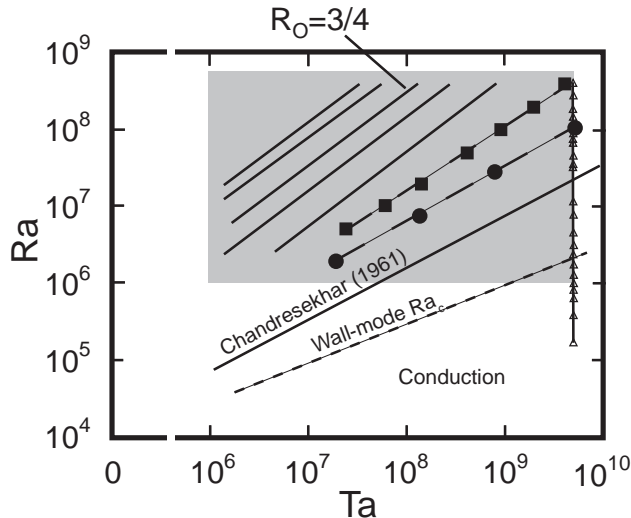 R_O=3/4
10^9
10^8
10^7
10^6
10^5
10^4
Ra
Chandresekhar (1961)
Wall-mode Ra_c
Conduction
0
10^6
10^7
10^8
10^9
10^10
Ta